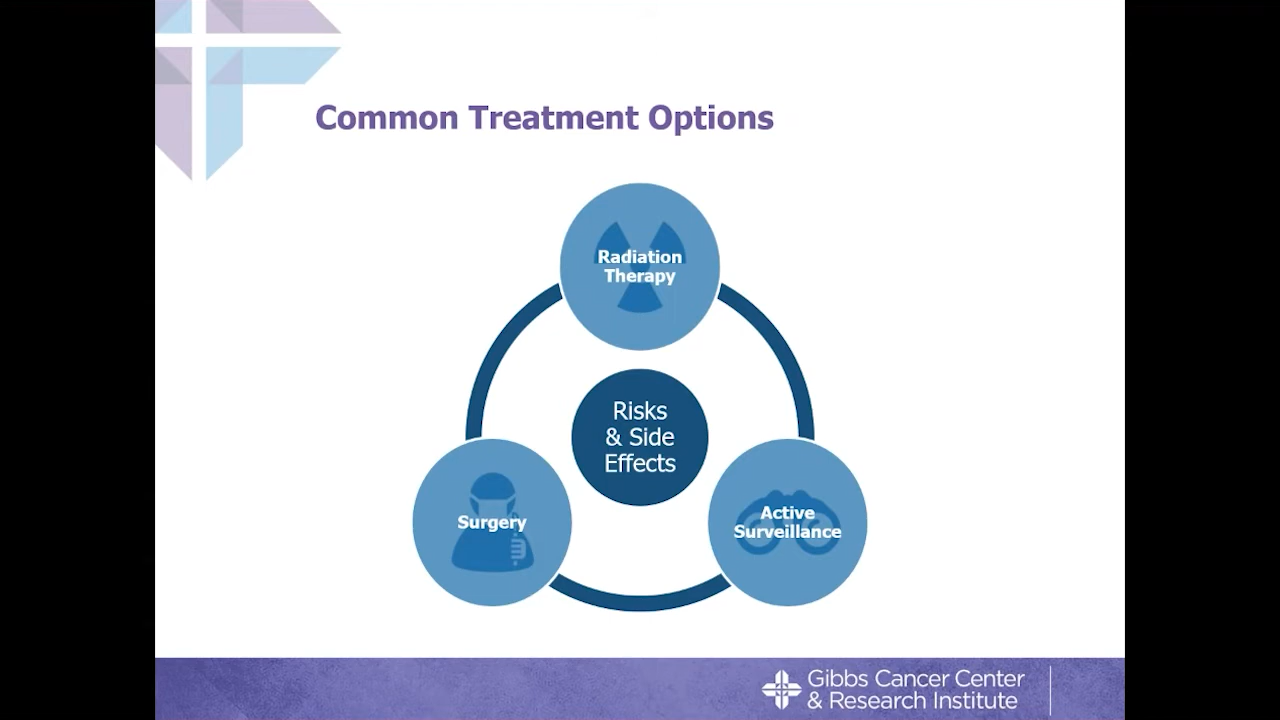 Common Treatment Options
Radiation
Therapy
Risks
& Side
Effects
Surgery
Active
Surveillance
Gibbs Cancer Center
& Research Institute